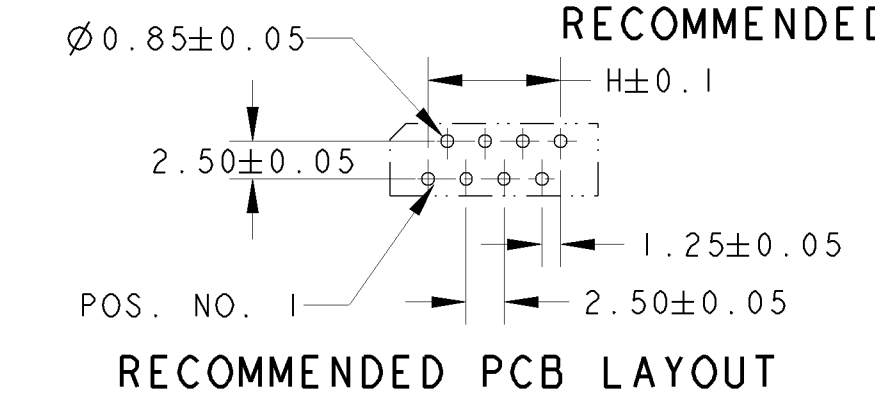 RECOMMENDED
Ø0.85±0.05
H±0.1
2.50±0.05
1.25±0.05
POS. NO. 1
2.50±0.05
RECOMMENDED PCB LAYOUT